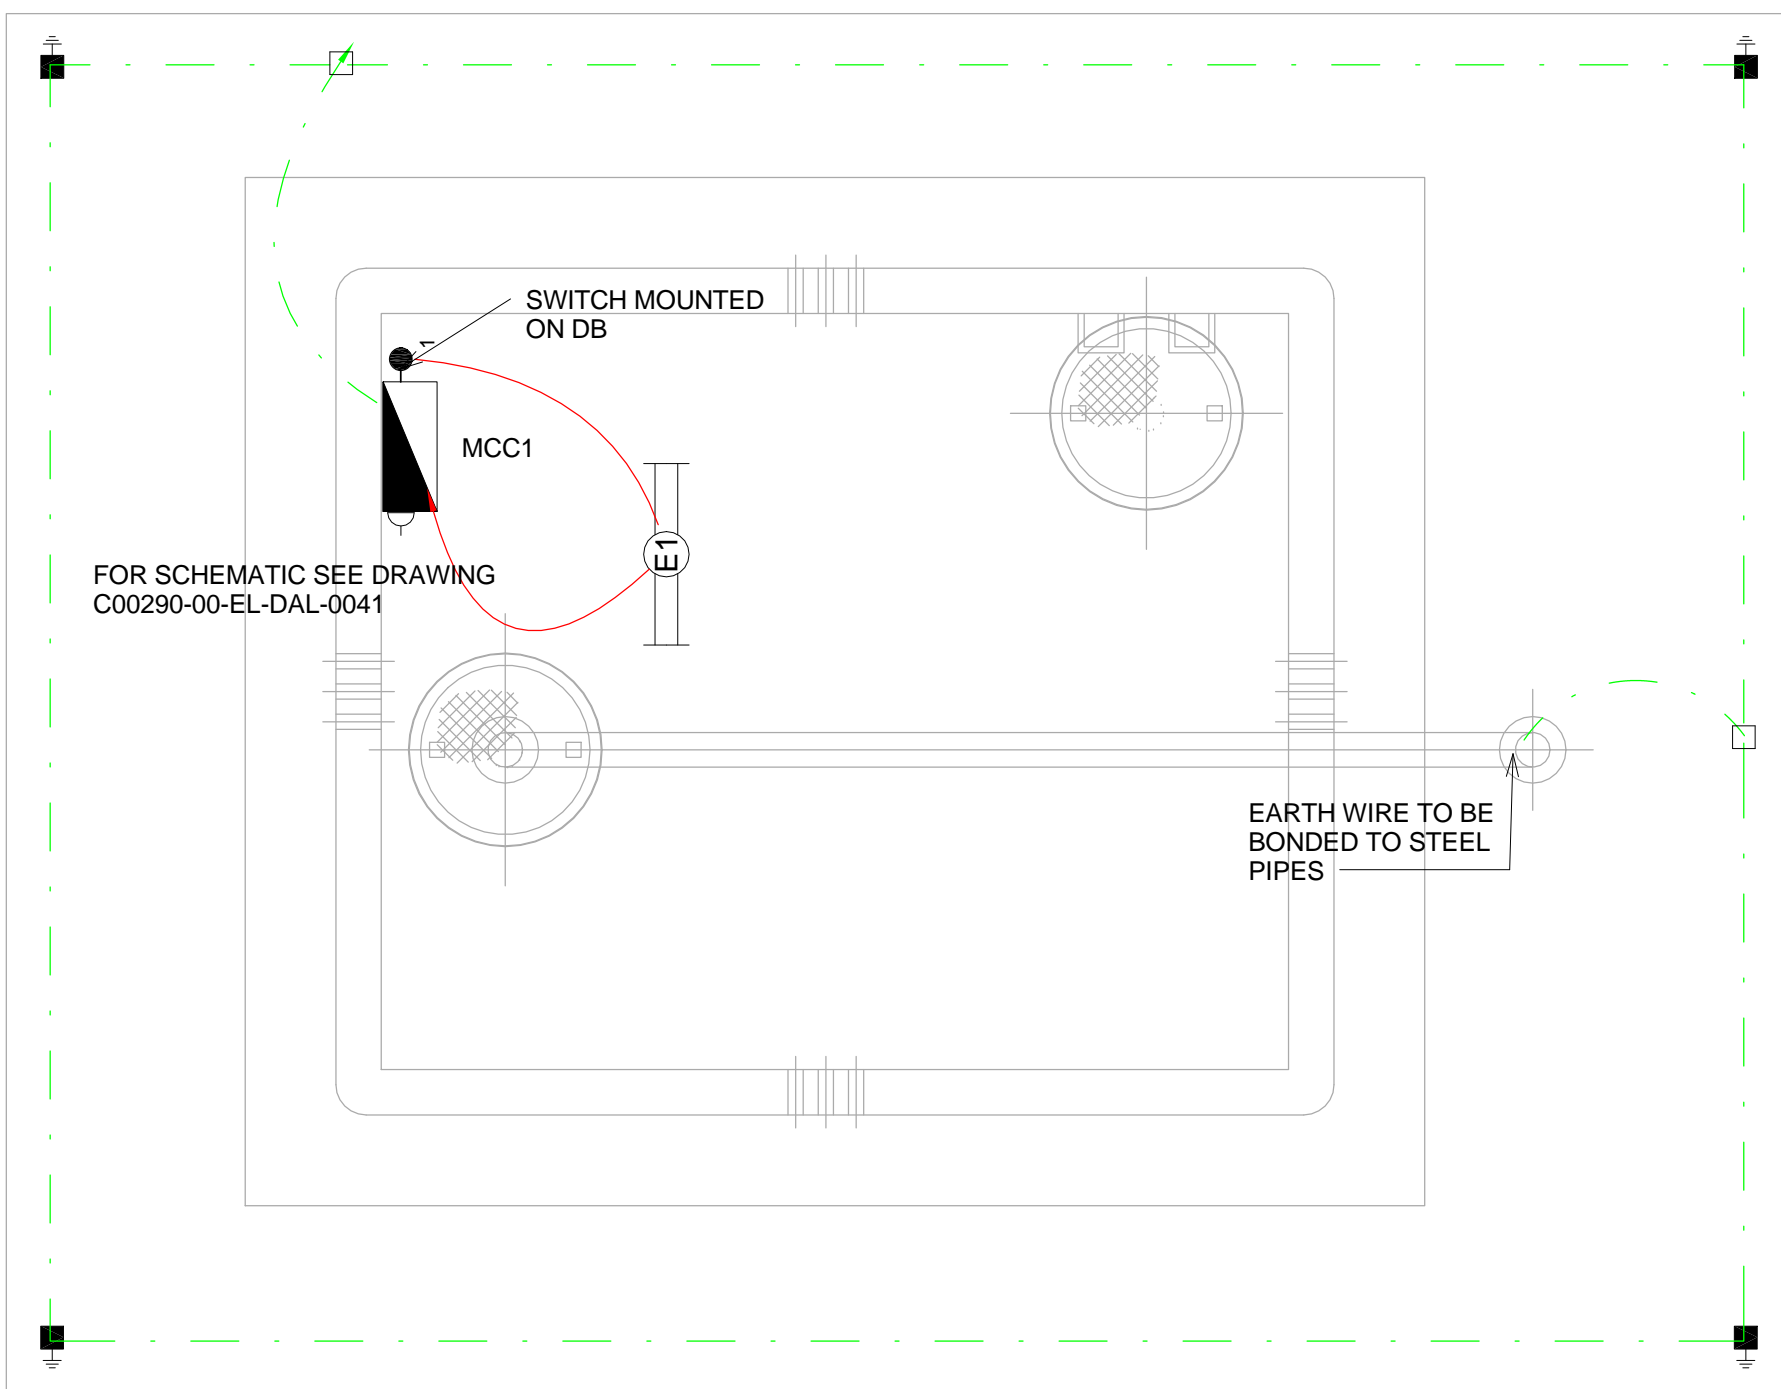 SWITCH MOUNTED
ON DB
1
MCC1
E1
FOR SCHEMATIC SEE DRAWING
C00290-00-EL-DAL-0041
EARTH WIRE TO BE
BONDED TO STEEL
PIPES